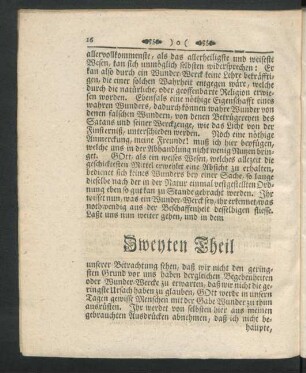 16 ) o (
allervollkommenste, als das allerheiligste und weiseste
Wesen, kan sich unmöglich selbsten widersprechen: Er
kan also durch ein Wunder-Werck keine Lehre bekräffti-
gen, die einer solchen Wahrheit entgegen wäre, welche
durch die natürliche, oder geoffenbarte Religion erwie-
sen worden. Ebenfals eine nöthige Eigenschafft eines
wahren Wunders, dadurch können wahre Wunder von
denen falschen Wundern, von denen Betrügereyen des
Satans und seiner Werckzeuge, wie das Licht von der
Finsterniß, unterschieden werden. Noch eine nöthige
Anmerckung, meine Freunde! muß ich hier beyfügen,
welche uns in der Abhandlung nicht wenig Nutzen brin-
get. GOtt, als ein weises Wesen, welches allezeit die
geschicktesten Mittel erwehlet eine Absicht zu erhalten,
bedienet sich keines Wunders bey einer Sache, so lange
dieselbe nach der in der Natur einmal vestgestellten Ord-
nung eben so gut kan zu Stande gebracht werden. Ihr
wisset nun, was ein Wunder-Werck sey, ihr erkennet, was
nothwendig aus der Beschaffenheit desselbigen fliesse.
Laßt uns nun weiter gehen, und in dem
Zweyten Theil
unserer Betrachtung sehen, daß wir nicht den gering-
sten Grund vor uns haben dergleichen Begebenheiten
oder Wunder-Wercke zu erwarten, daß wir nicht die ge-
ringste Ursach haben zu glauben, GOtt werde in unsern
Tagen gewisse Menschen mit der Gabe Wunder zu thun
ausrüsten. Ihr werdet von selbsten hier aus meinen
gebrauchten Ausdrücken abnehmen, daß ich nicht be-
haupte,